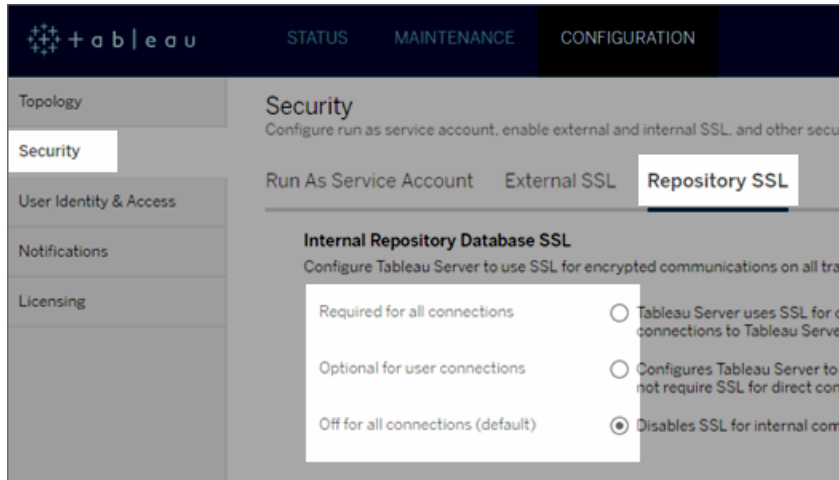 tableau
STATUS MAINTENANCE CONFIGURATION
Topology
Security
User Identity & Access
Notifications
Licensing
Security
Configure run as service account, enable external and internal SSL, and other secu
Run As Service Account External SSL Repository SSL
Internal Repository Database SSL
Configure Tableau Server to use SSL for encrypted communications on all tra
Required for all connections
Tableau Server uses SSL for
connections to Tableau Serve
Optional for user connections
Configures Tableau Server to
not require SSL for direct con
Off for all connections (default)
Disables SSL for internal com